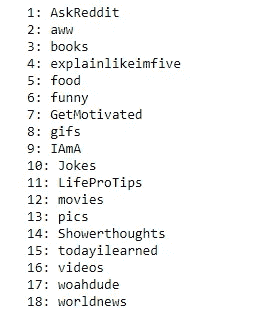 1: AskReddit
2: aww
3: books
4: explainlikeimfive
5: food
6: funny
7: GetMotivated
8: gifs
9: IAmA
10: Jokes
11: LifeProTips
12: movies
13: pics
14: Showerthoughts
15: todayilearned
16: videos
17: woahdude
18: worldnews